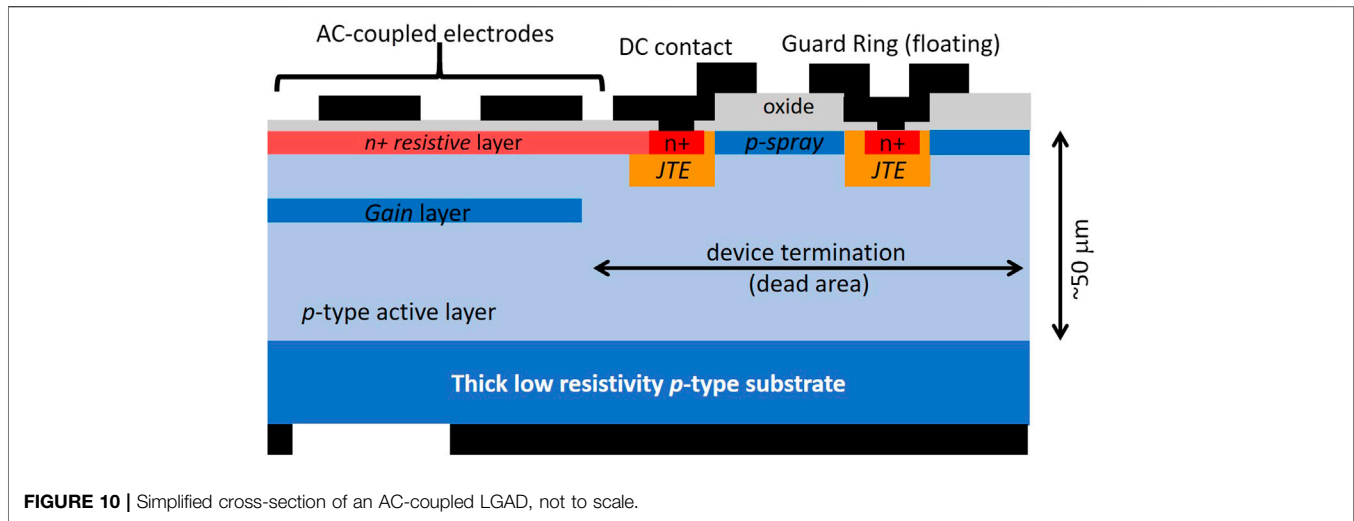 AC-coupled electrodes
DC contact
Guard Ring (floating)
oxide
n+ resistive layer
n+
p-spray
n+
JTE
JTE
Gain layer
device termination
(dead area)
~50 μm
p-type active layer
Thick low resistivity p-type substrate
FIGURE 10 | Simplified cross-section of an AC-coupled LGAD, not to scale.